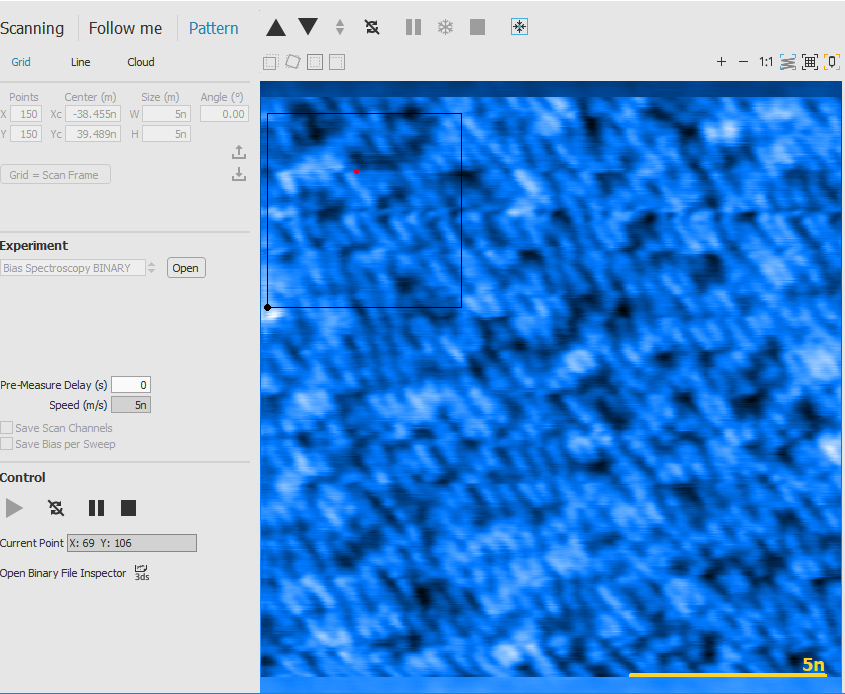 Scanning Follow me Pattern
Grid Line Cloud
+ − 1:1
Points Center (m) Size (m) Angle (°)
X 150 Xc -38.455n W 5n 0.00
Y 150 Yc 39.489n H 5n
Grid = Scan Frame
Experiment
Bias Spectroscopy BINARY Open
Pre-Measure Delay (s) 0
Speed (m/s) 5n
Save Scan Channels
Save Bias per Sweep
Control
Current Point X: 69 Y: 106
Open Binary File Inspector 3ds
5n